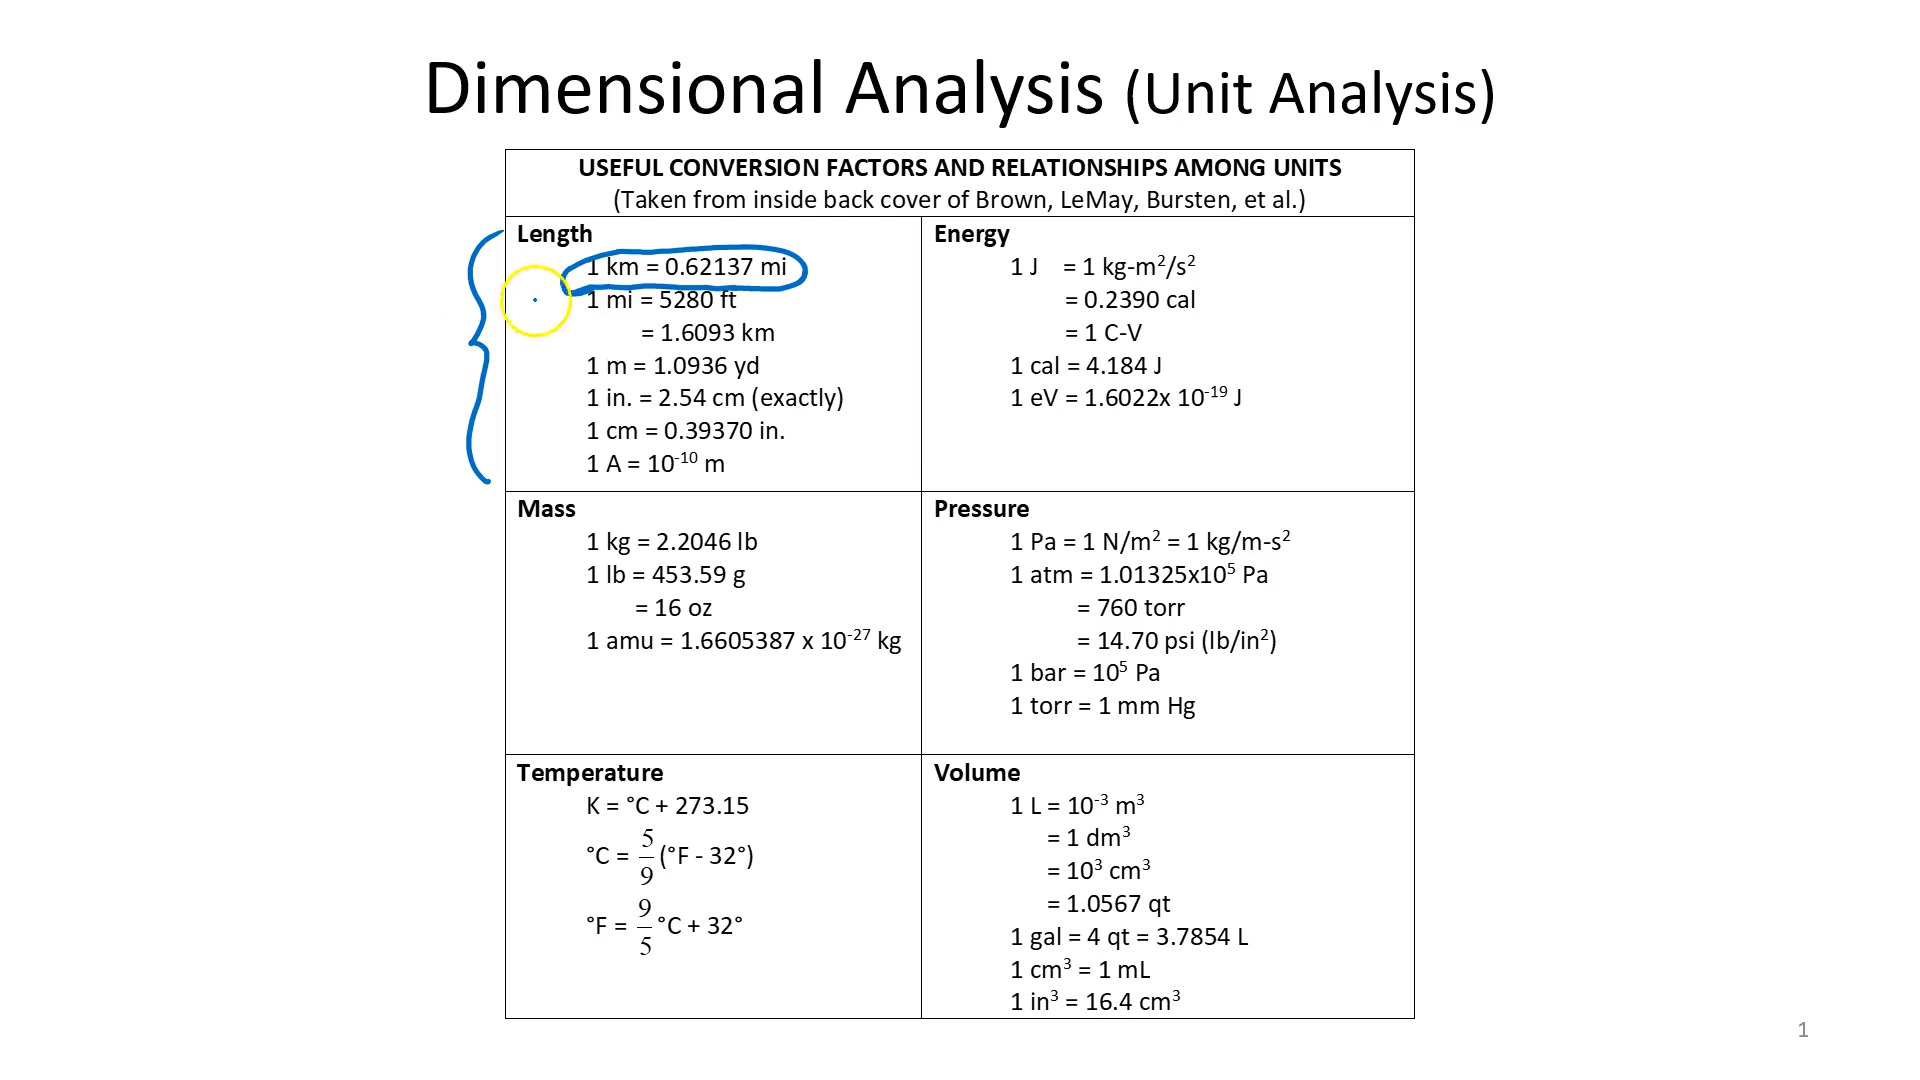 Dimensional Analysis (Unit Analysis)
USEFUL CONVERSION FACTORS AND RELATIONSHIPS AMONG UNITS
(Taken from inside back cover of Brown, LeMay, Bursten, et al.)
Length
1 km = 0.62137 mi
1 mi = 5280 ft
= 1.6093 km
1 m = 1.0936 yd
1 in. = 2.54 cm (exactly)
1 cm = 0.39370 in.
1 A = 10⁻¹⁰ m
Energy
1 J = 1 kg-m²/s²
= 0.2390 cal
= 1 C-V
1 cal = 4.184 J
1 eV = 1.6022x 10⁻¹⁹ J
Mass
1 kg = 2.2046 lb
1 lb = 453.59 g
= 16 oz
1 amu = 1.6605387 x 10⁻²⁷ kg
Pressure
1 Pa = 1 N/m² = 1 kg/m-s²
1 atm = 1.01325x10⁵ Pa
= 760 torr
= 14.70 psi (lb/in²)
1 bar = 10⁵ Pa
1 torr = 1 mm Hg
Temperature
K = °C + 273.15
°C = 5/9 (°F - 32°)
°F = 9/5 °C + 32°
Volume
1 L = 10⁻³ m³
= 1 dm³
= 10³ cm³
= 1.0567 qt
1 gal = 4 qt = 3.7854 L
1 cm³ = 1 mL
1 in³ = 16.4 cm³
1